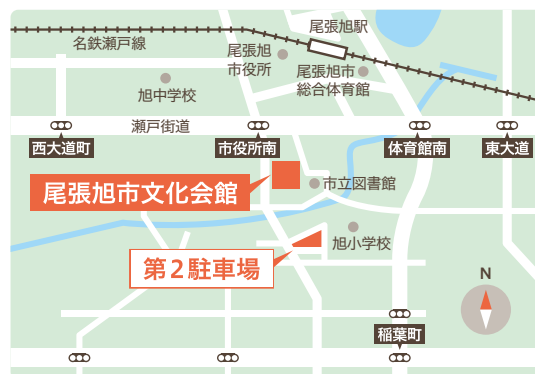 尾張旭駅
名鉄瀬戸線
尾張旭
市役所
尾張旭市
総合体育館
旭中学校
瀬戸街道
西大道町
市役所南
体育館南
東大道
尾張旭市文化会館
市立図書館
旭小学校
第2駐車場
N
稲葉町